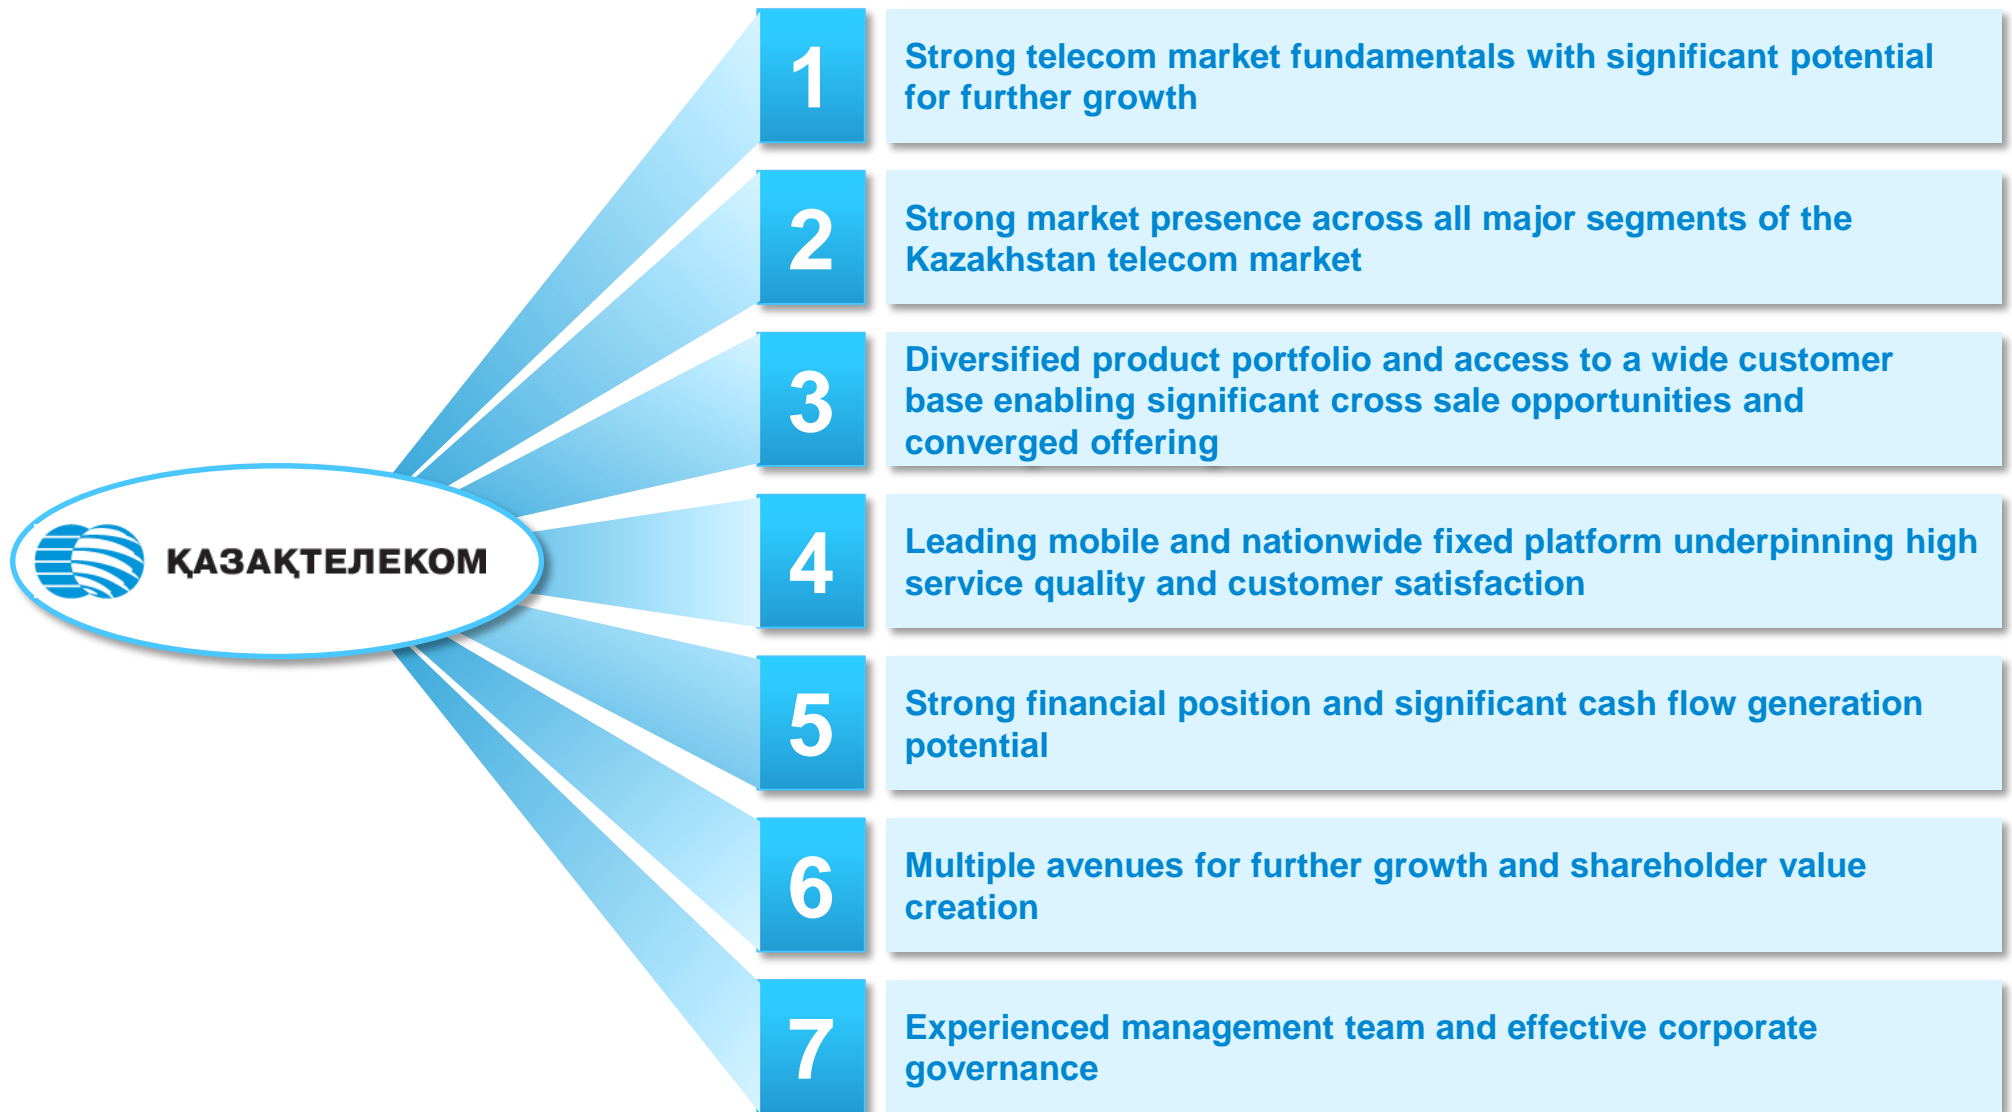 1
Strong telecom market fundamentals with significant potential
for further growth
2
Strong market presence across all major segments of the
Kazakhstan telecom market
3
Diversified product portfolio and access to a wide customer
base enabling significant cross sale opportunities and
converged offering
ҚАЗАҚТЕЛЕКОМ
4
Leading mobile and nationwide fixed platform underpinning high
service quality and customer satisfaction
5
Strong financial position and significant cash flow generation
potential
6
Multiple avenues for further growth and shareholder value
creation
7
Experienced management team and effective corporate
governance